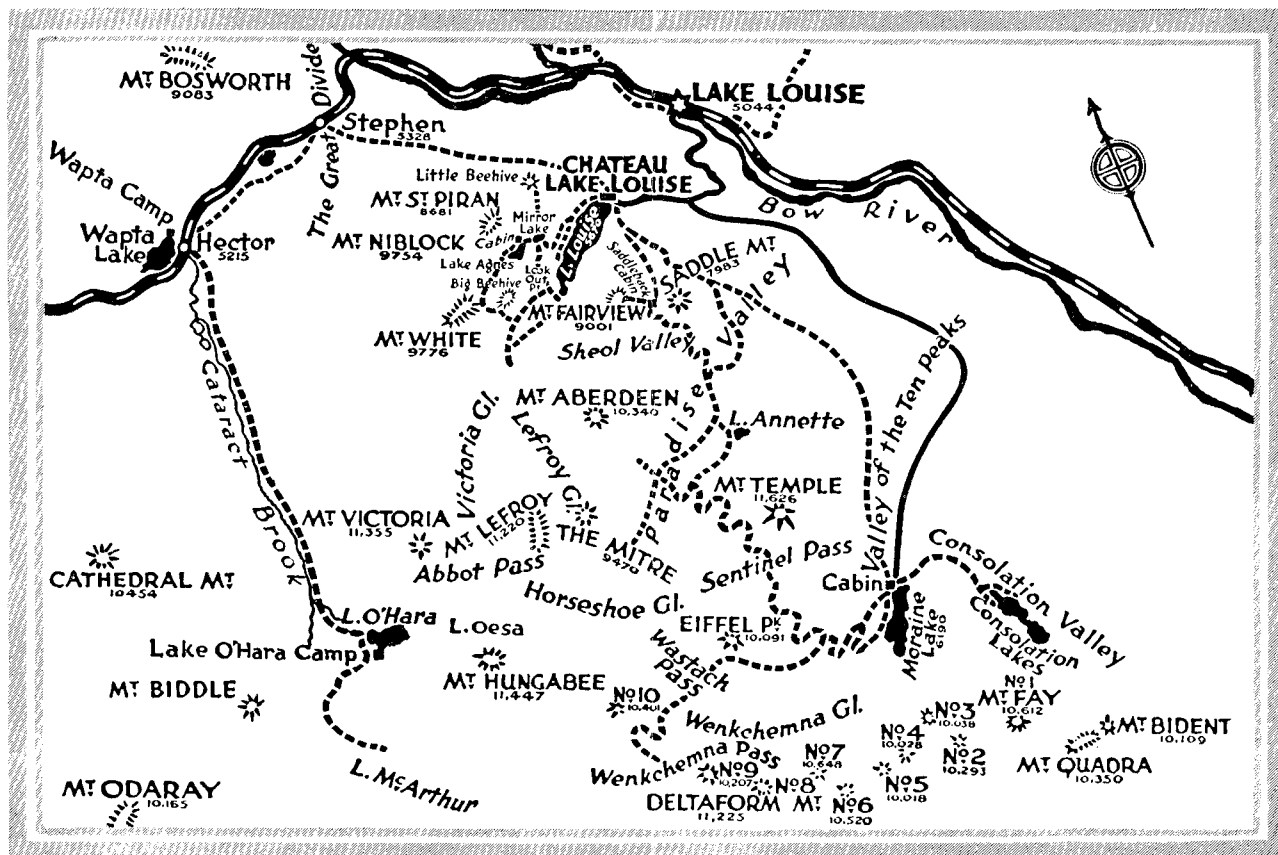 MT. BOSWORTH
9083
The Great Divide
Stephen
5328
LAKE LOUISE
5044
Wapta Camp
Wapta
Lake
Hector
5215
CHATEAU
LAKE LOUISE
Little Beehive
MT. ST. PIRAN
8681
Mirror
Lake
MT. NIBLOCK
9754
Cabin
Lake Agnes
Look
Out
Pt.
Big Beehive
L. Louise
5670
Saddleback
Cabin
SADDLE MT.
7983
Bow River
MT. WHITE
9776
MT. FAIRVIEW
9001
Sheol Valley
Paradise Valley
Valley of the Ten Peaks
Cataract Brook
MT. ABERDEEN
10,340
L. Annette
Victoria Gl.
Lefroy Gl.
MT. TEMPLE
11,626
MT. VICTORIA
11,355
MT. LEFROY
11,220
THE MITRE
9470
Abbot Pass
Sentinel Pass
Horseshoe Gl.
CATHEDRAL MT.
10454
Cabin
Consolation Valley
Consolation
Lakes
Moraine
Lake
6190
EIFFEL PK.
10,091
L. O'Hara
L. Oesa
Lake O'Hara Camp
Wastach
Pass
MT. BIDDLE
MT. HUNGABEE
11,447
No. 10
10,401
Wenkchemna Gl.
Wenkchemna Pass
No. 1
MT. FAY
10,612
No. 3
10,038
No. 4
10,028
No. 2
10,293
MT. BIDENT
10,109
MT. QUADRA
10,350
No. 7
10,648
No. 9
10,207
No. 8
DELTAFORM MT.
11,225
No. 5
10,018
No. 6
10,520
L. McArthur
MT. ODARAY
10,165